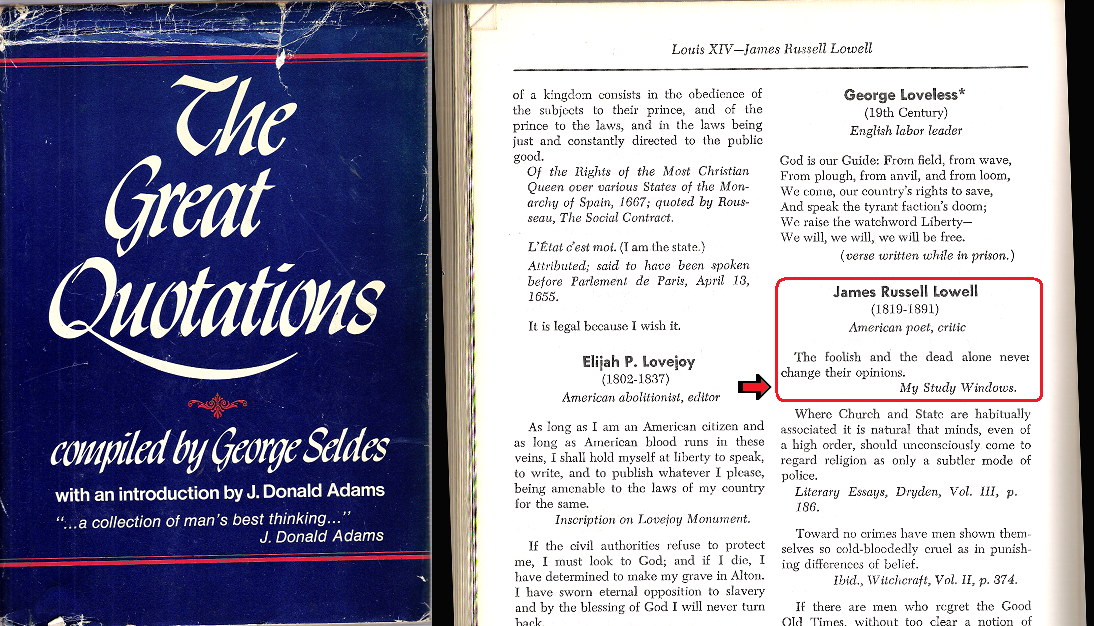 The
Great
Quotations
compiled by George Seldes
with an introduction by J. Donald Adams
"...a collection of man's best thinking..."
J. Donald Adams
Louis XIV—James Russell Lowell
of a kingdom consists in the obedience of
the subjects to their prince, and of the
prince to the laws, and in the laws being
just and constantly directed to the public
good.
Of the Rights of the Most Christian
Queen over various States of the Mon-
archy of Spain, 1667; quoted by Rous-
seau, The Social Contract.
L'État c'est moi. (I am the state.)
Attributed; said to have been spoken
before Parlement de Paris, April 13,
1655.
It is legal because I wish it.
Elijah P. Lovejoy
(1802-1837)
American abolitionist, editor
As long as I am an American citizen and
as long as American blood runs in these
veins, I shall hold myself at liberty to speak,
to write, and to publish whatever I please,
being amenable to the laws of my country
for the same.
Inscription on Lovejoy Monument.
If the civil authorities refuse to protect
me, I must look to God; and if I die, I
have determined to make my grave in Alton.
I have sworn eternal opposition to slavery
and by the blessing of God I will never turn
back.
George Loveless*
(19th Century)
English labor leader
God is our Guide: From field, from wave,
From plough, from anvil, and from loom,
We come, our country's rights to save,
And speak the tyrant faction's doom;
We raise the watchword Liberty—
We will, we will, we will be free.
(verse written while in prison.)
James Russell Lowell
(1819-1891)
American poet, critic
The foolish and the dead alone never
change their opinions.
My Study Windows.
Where Church and State are habitually
associated it is natural that minds, even of
a high order, should unconsciously come to
regard religion as only a subtler mode of
police.
Literary Essays, Dryden, Vol. III, p.
186.
Toward no crimes have men shown them-
selves so cold-bloodedly cruel as in punish-
ing differences of belief.
Ibid., Witchcraft, Vol. II, p. 374.
If there are men who regret the Good
Old Times, without too clear a notion of